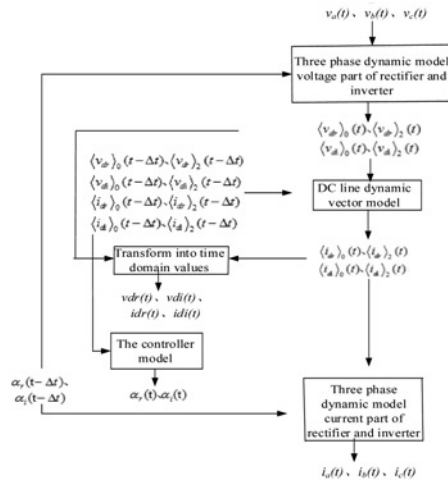 v_a(t)、v_b(t)、v_c(t)
Three phase dynamic model
voltage part of rectifier and
inverter
⟨v_dr⟩_0(t)、⟨v_dr⟩_2(t)
⟨v_di⟩_0(t)、⟨v_di⟩_2(t)
⟨v_dr⟩_0(t−Δt)、⟨v_dr⟩_2(t−Δt)
⟨v_di⟩_0(t−Δt)、⟨v_di⟩_2(t−Δt)
⟨i_dr⟩_0(t−Δt)、⟨i_dr⟩_2(t−Δt)
⟨i_di⟩_0(t−Δt)、⟨i_di⟩_2(t−Δt)
DC line dynamic
vector model
Transform into time
domain values
⟨i_dr⟩_0(t)、⟨i_dr⟩_2(t)
⟨i_di⟩_0(t)、⟨i_di⟩_2(t)
vdr(t)、vdi(t)、
idr(t)、idi(t)
The controller
model
α_r(t−Δt)、
α_i(t−Δt)
α_r(t)、α_i(t)
Three phase
dynamic model
current part of
rectifier and inverter
i_a(t)、i_b(t)、i_c(t)